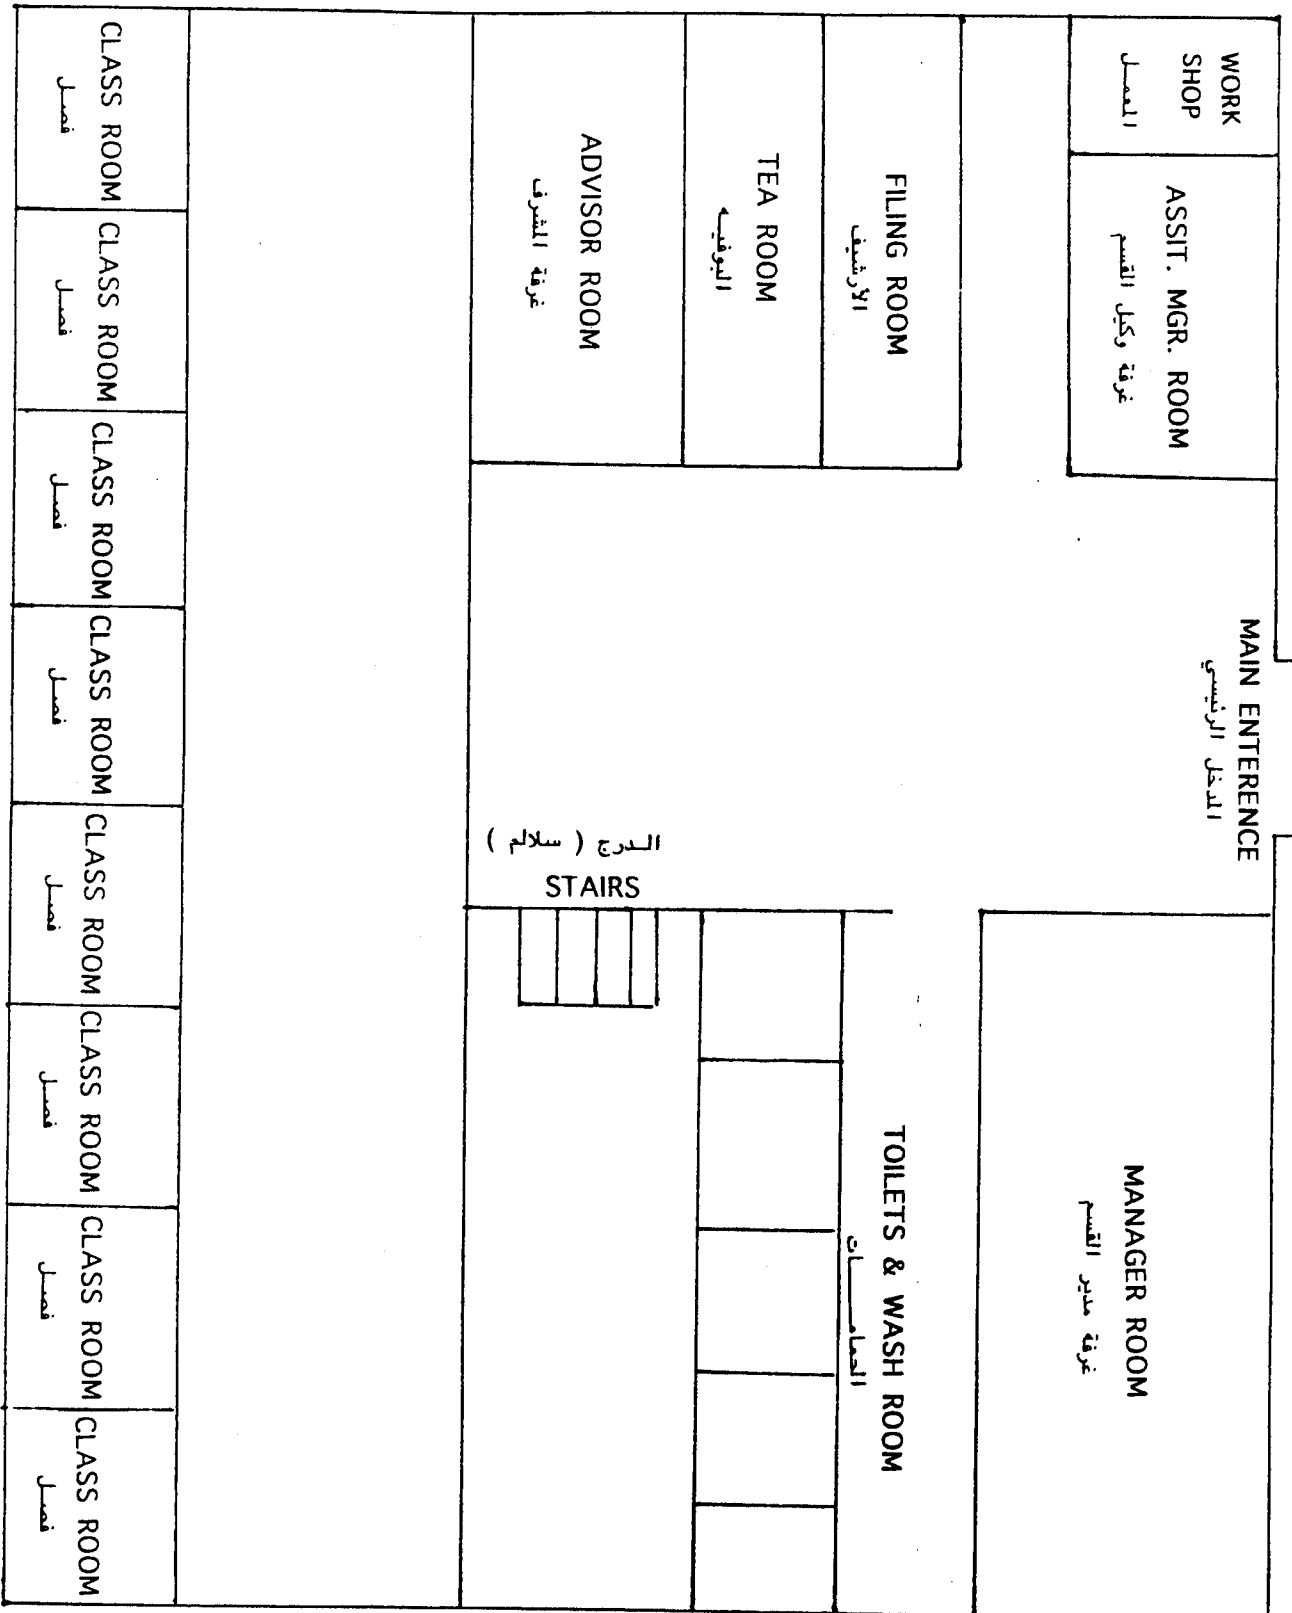 WORK
SHOP
المعمل
ASSIT. MGR. ROOM
غرفة وكيل القسم
MAIN ENTERENCE
المدخل الرئيسي
MANAGER ROOM
غرفة مدير القسم
FILING ROOM
الارشيف
TEA ROOM
البوفيه
ADVISOR ROOM
غرفة المشرف
الدرج ( سلالم )
STAIRS
TOILETS & WASH ROOM
الحمامات
CLASS ROOM
فصل
CLASS ROOM
فصل
CLASS ROOM
فصل
CLASS ROOM
فصل
CLASS ROOM
فصل
CLASS ROOM
فصل
CLASS ROOM
فصل
CLASS ROOM
فصل